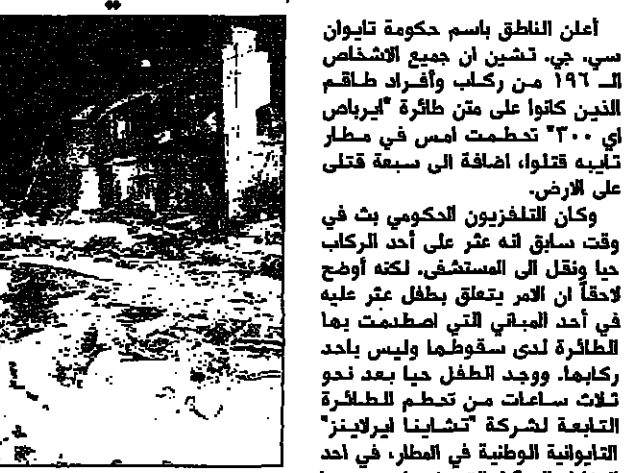 أعلن الناطق باسم حكومة تايوان
سي. جي. تشين ان جميع الاشخاص
الـ ١٩٦ من ركاب وأفراد طاقم
الذين كانوا على متن طائرة "ايرباص
اي ٣٠٠" تحطمت امس في مطار
تايبه قتلوا، اضافة الى سبعة قتلى
على الارض.
وكان التلفزيون الحكومي بث في
وقت سابق انه عثر على أحد الركاب
حيا ونقل الى المستشفى. لكنه أوضح
لاحقاً ان الامر يتعلق بطفل عثر عليه
في أحد المباني التي اصطدمت بها
الطائرة لدى سقوطها وليس باحد
ركابها. ووجد الطفل حيا بعد نحو
ثلاث ساعات من تحطم الطائرة
التابعة لشركة "تشاينا ايرلاينز"
التايوانية الوطنية في المطار، في احد